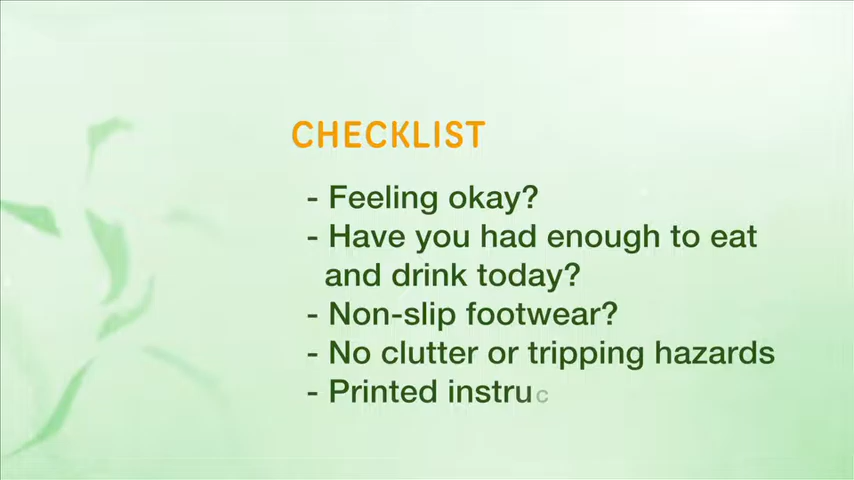 CHECKLIST
- Feeling okay?
- Have you had enough to eat
and drink today?
- Non-slip footwear?
- No clutter or tripping hazards
- Printed instruc